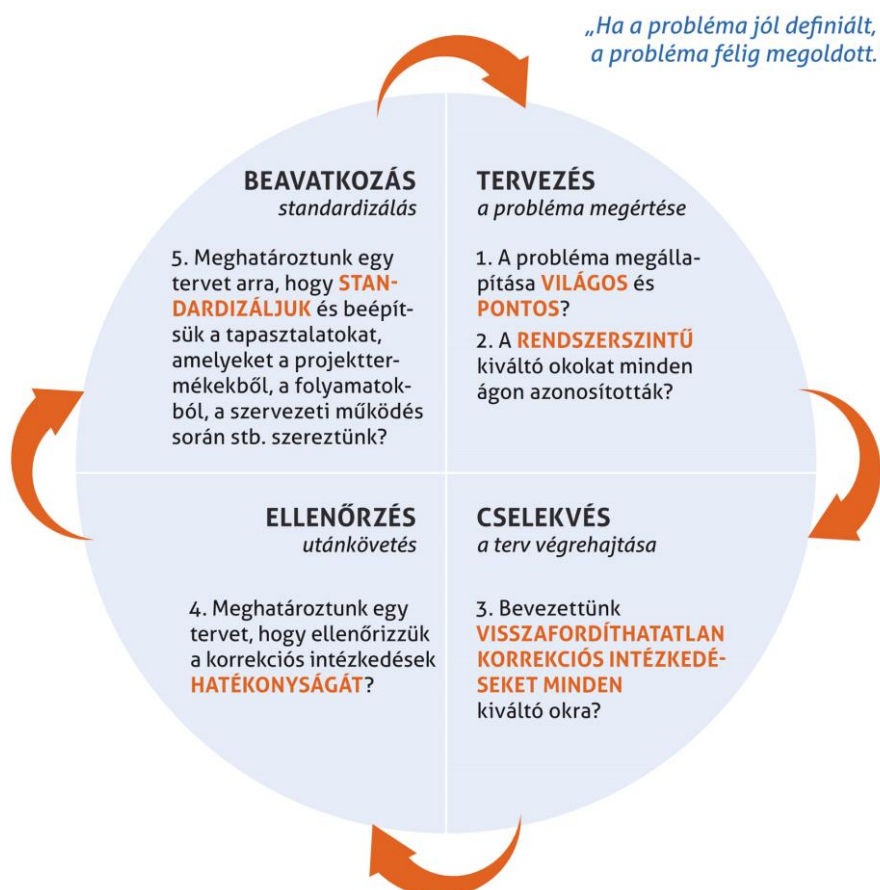 „Ha a probléma jól definiált,
a probléma félig megoldott.
BEAVATKOZÁS
standardizálás
5. Meghatároztunk egy
tervet arra, hogy STAN-
DARDIZÁLJUK és beépít-
sük a tapasztalatokat,
amelyeket a projektter-
mékekből, a folyamatok-
ból, a szervezeti működés
során stb. szereztünk?
TERVEZÉS
a probléma megértése
1. A probléma megálla-
pítása VILÁGOS és
PONTOS?
2. A RENDSZERSZINTŰ
kiváltó okokat minden
ágon azonosították?
ELLENŐRZÉS
utánkövetés
4. Meghatároztunk egy
tervet, hogy ellenőrizzük
a korrekciós intézkedések
HATÉKONYSÁGÁT?
CSELEKVÉS
a terv végrehajtása
3. Bevezettünk
VISSZAFORDÍTHATATLAN
KORREKCIÓS INTÉZKEDÉ-
SEKET MINDEN
kiváltó okra?